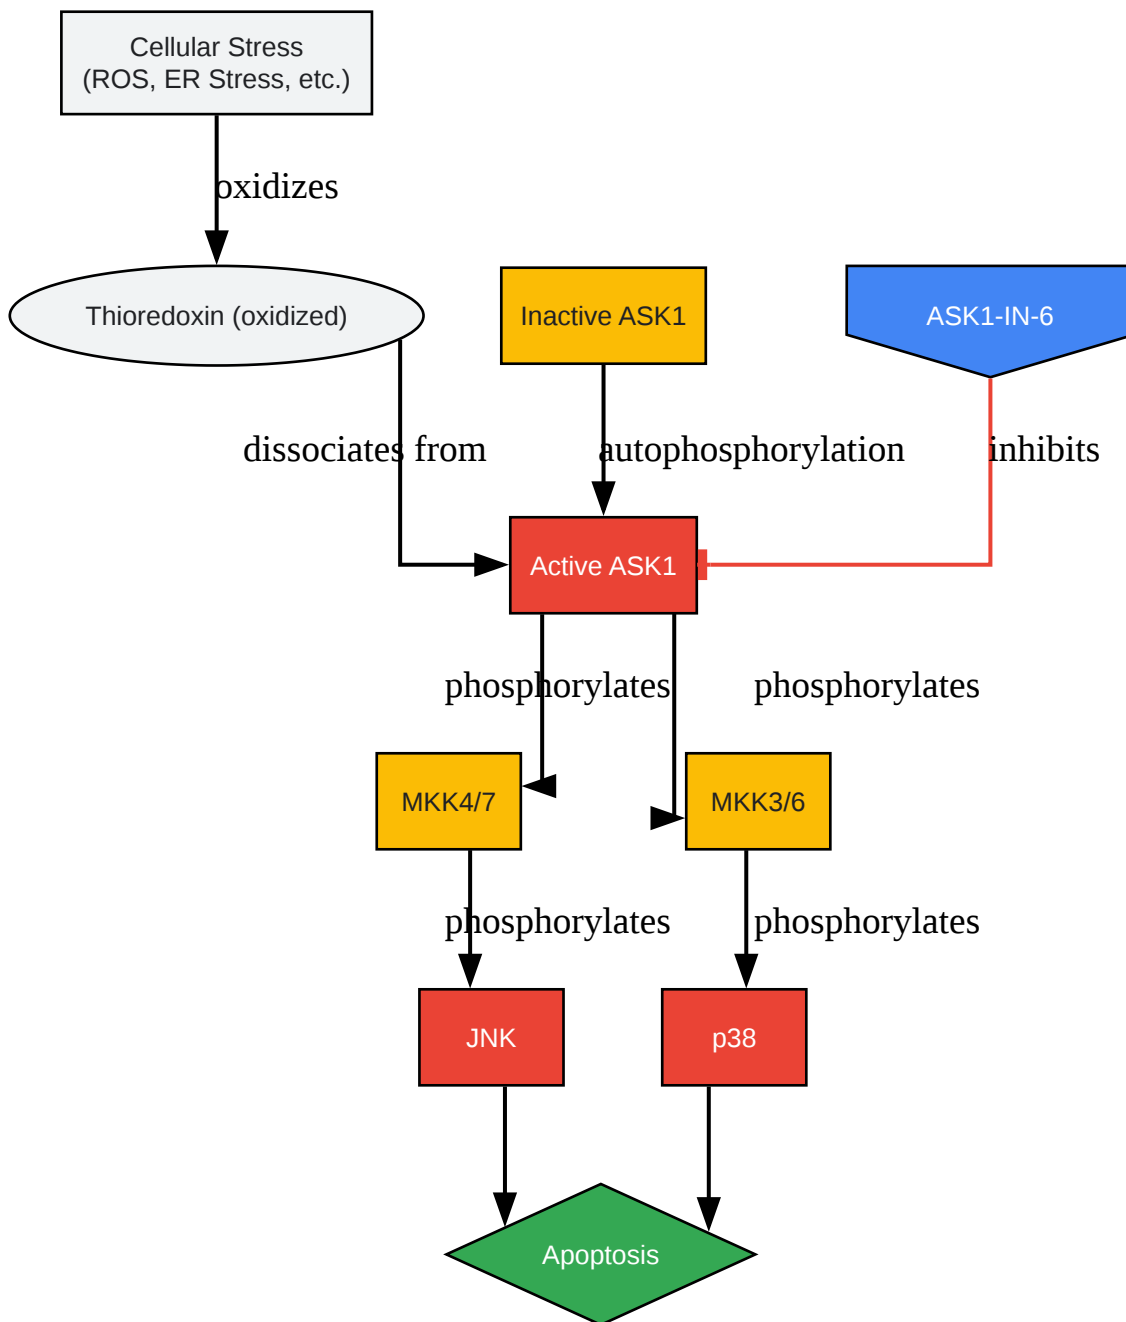 Cellular Stress
(ROS, ER Stress, etc.)
oxidizes
Thioredoxin (oxidized)
Inactive ASK1
ASK1-IN-6
dissociates from
autophosphorylation
inhibits
Active ASK1
phosphorylates
phosphorylates
MKK4/7
MKK3/6
phosphorylates
phosphorylates
JNK
p38
Apoptosis